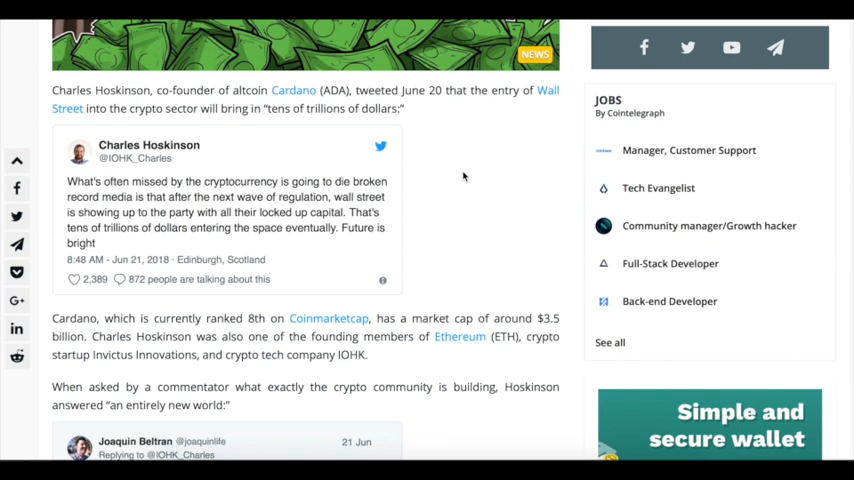 NEWS
Charles Hoskinson, co-founder of altcoin Cardano (ADA), tweeted June 20 that the entry of Wall
Street into the crypto sector will bring in “tens of trillions of dollars:”
Charles Hoskinson
@IOHK_Charles
What's often missed by the cryptocurrency is going to die broken
record media is that after the next wave of regulation, wall street
is showing up to the party with all their locked up capital. That's
tens of trillions of dollars entering the space eventually. Future is
bright
8:48 AM - Jun 21, 2018 · Edinburgh, Scotland
2,389 872 people are talking about this
Cardano, which is currently ranked 8th on Coinmarketcap, has a market cap of around $3.5
billion. Charles Hoskinson was also one of the founding members of Ethereum (ETH), crypto
startup Invictus Innovations, and crypto tech company IOHK.
When asked by a commentator what exactly the crypto community is building, Hoskinson
answered “an entirely new world:”
Joaquin Beltran @joaquinlife 21 Jun
Replying to @IOHK_Charles
JOBS
By Cointelegraph
Manager, Customer Support
Tech Evangelist
Community manager/Growth hacker
Full-Stack Developer
Back-end Developer
See all
Simple and
secure wallet